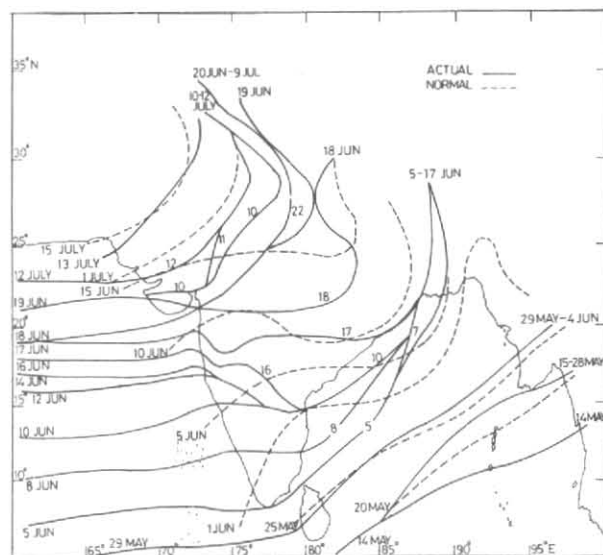 35°N
20 JUN-9 JUL
10-12 JULY
19 JUN
ACTUAL
NORMAL
30°
18 JUN
5-17 JUN
25°
15 JULY
13 JULY
1 JULY
12 JULY
15 JUN
12
11
10
10
22
19 JUN
20°
18
18 JUN
17 JUN
10 JUN
17
7
29 MAY-4 JUN
16 JUN
16
10
15-28 MAY
14 JUN
15°
12 JUN
14 MAY
10 JUN
5 JUN
8
5
10°
8 JUN
5 JUN
1 JUN
25 MAY
20 MAY
29 MAY
14 MAY
165°
170°
175°
180°
185°
190°
195°E